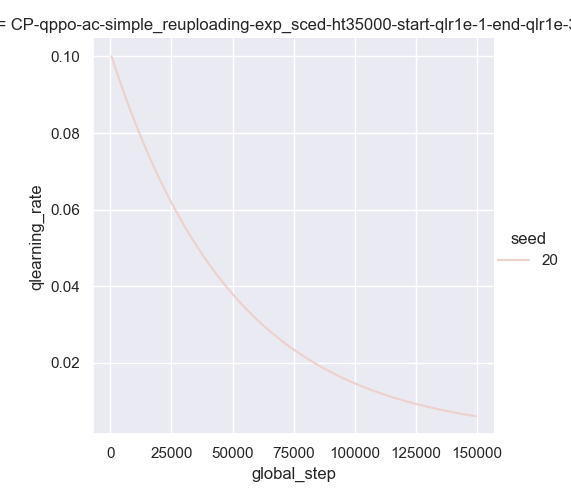 = CP-qppo-ac-simple_reuploading-exp_sced-ht35000-start-qlr1e-1-end-qlr1e-3
0.10
0.08
0.06
0.04
0.02
qlearning_rate
0 25000 50000 75000 100000 125000 150000
global_step
seed
20